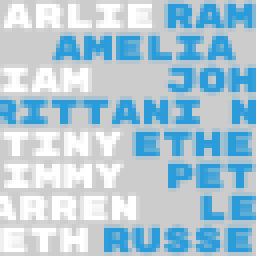 ARLIE RAM
AMELIA
IAM JOH
RITTANI N
TINY ETHE
IMMY PET
ARREN LE
ETH RUSSE